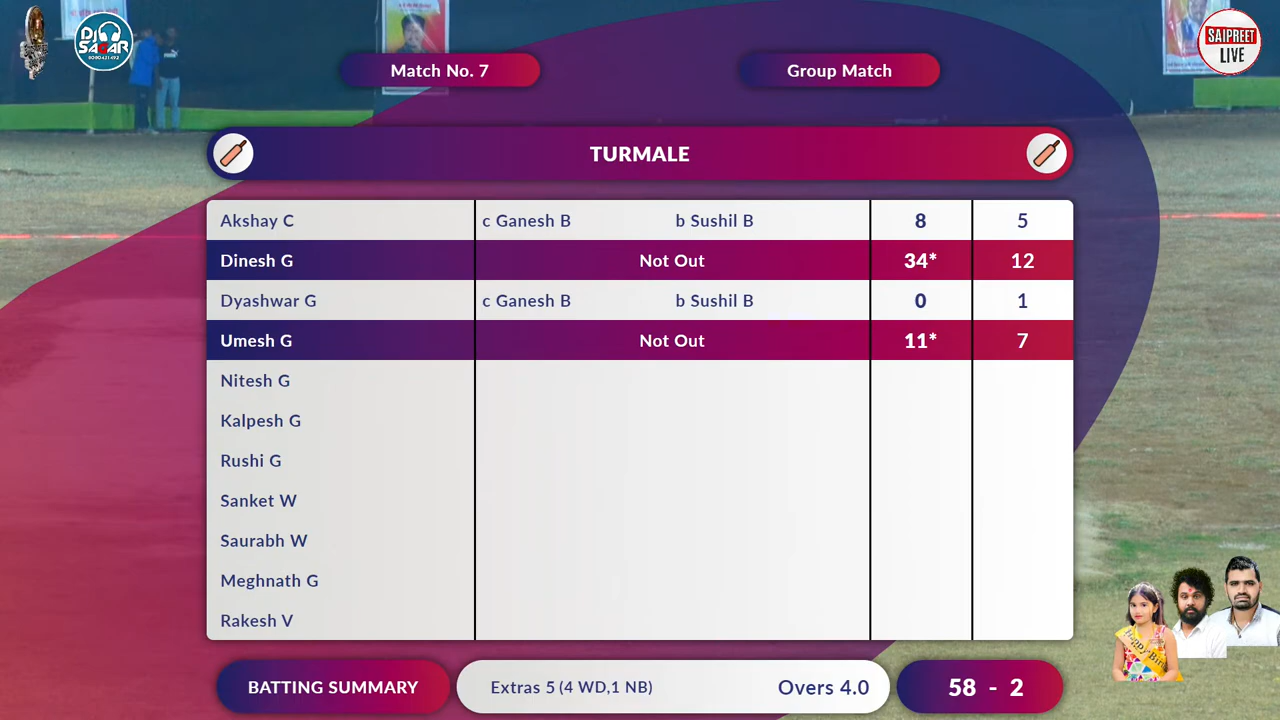 DJ
SAGAR
SAIPREET
LIVE
Match No. 7
Group Match
TURMALE
Akshay C c Ganesh B b Sushil B 8 5
Dinesh G Not Out 34* 12
Dyashwar G c Ganesh B b Sushil B 0 1
Umesh G Not Out 11* 7
Nitesh G
Kalpesh G
Rushi G
Sanket W
Saurabh W
Meghnath G
Rakesh V
BATTING SUMMARY Extras 5 (4 WD,1 NB) Overs 4.0 58 - 2